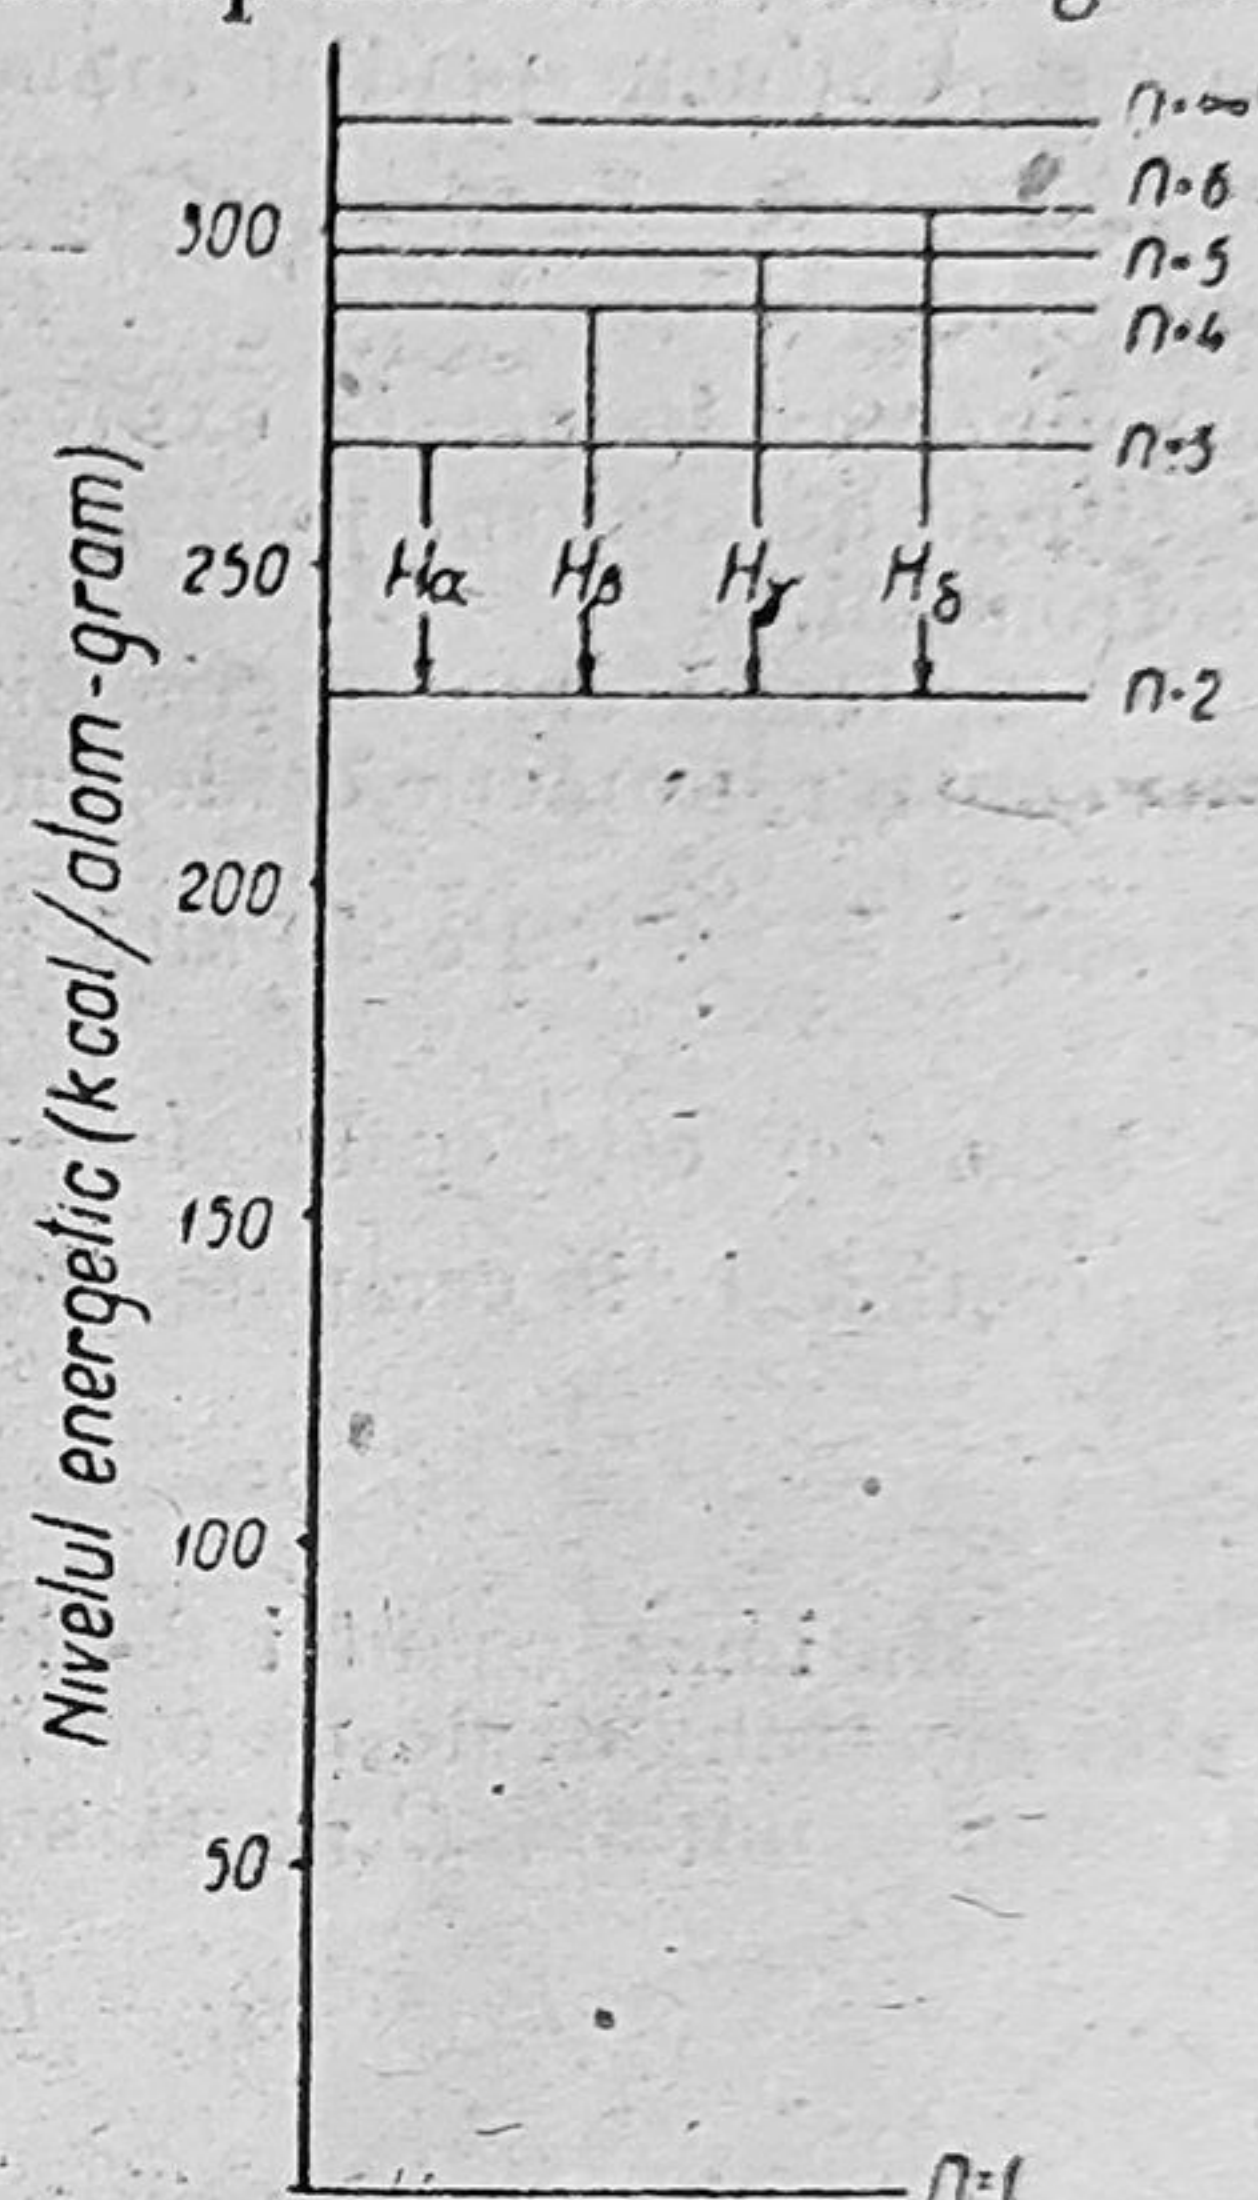 n=∞
n=6
300
n=5
n=4
n=3
250
Hα
Hβ
Hγ
Hδ
n=2
200
150
100
50
n=1
Nivelul energetic (kcal/atom-gram)